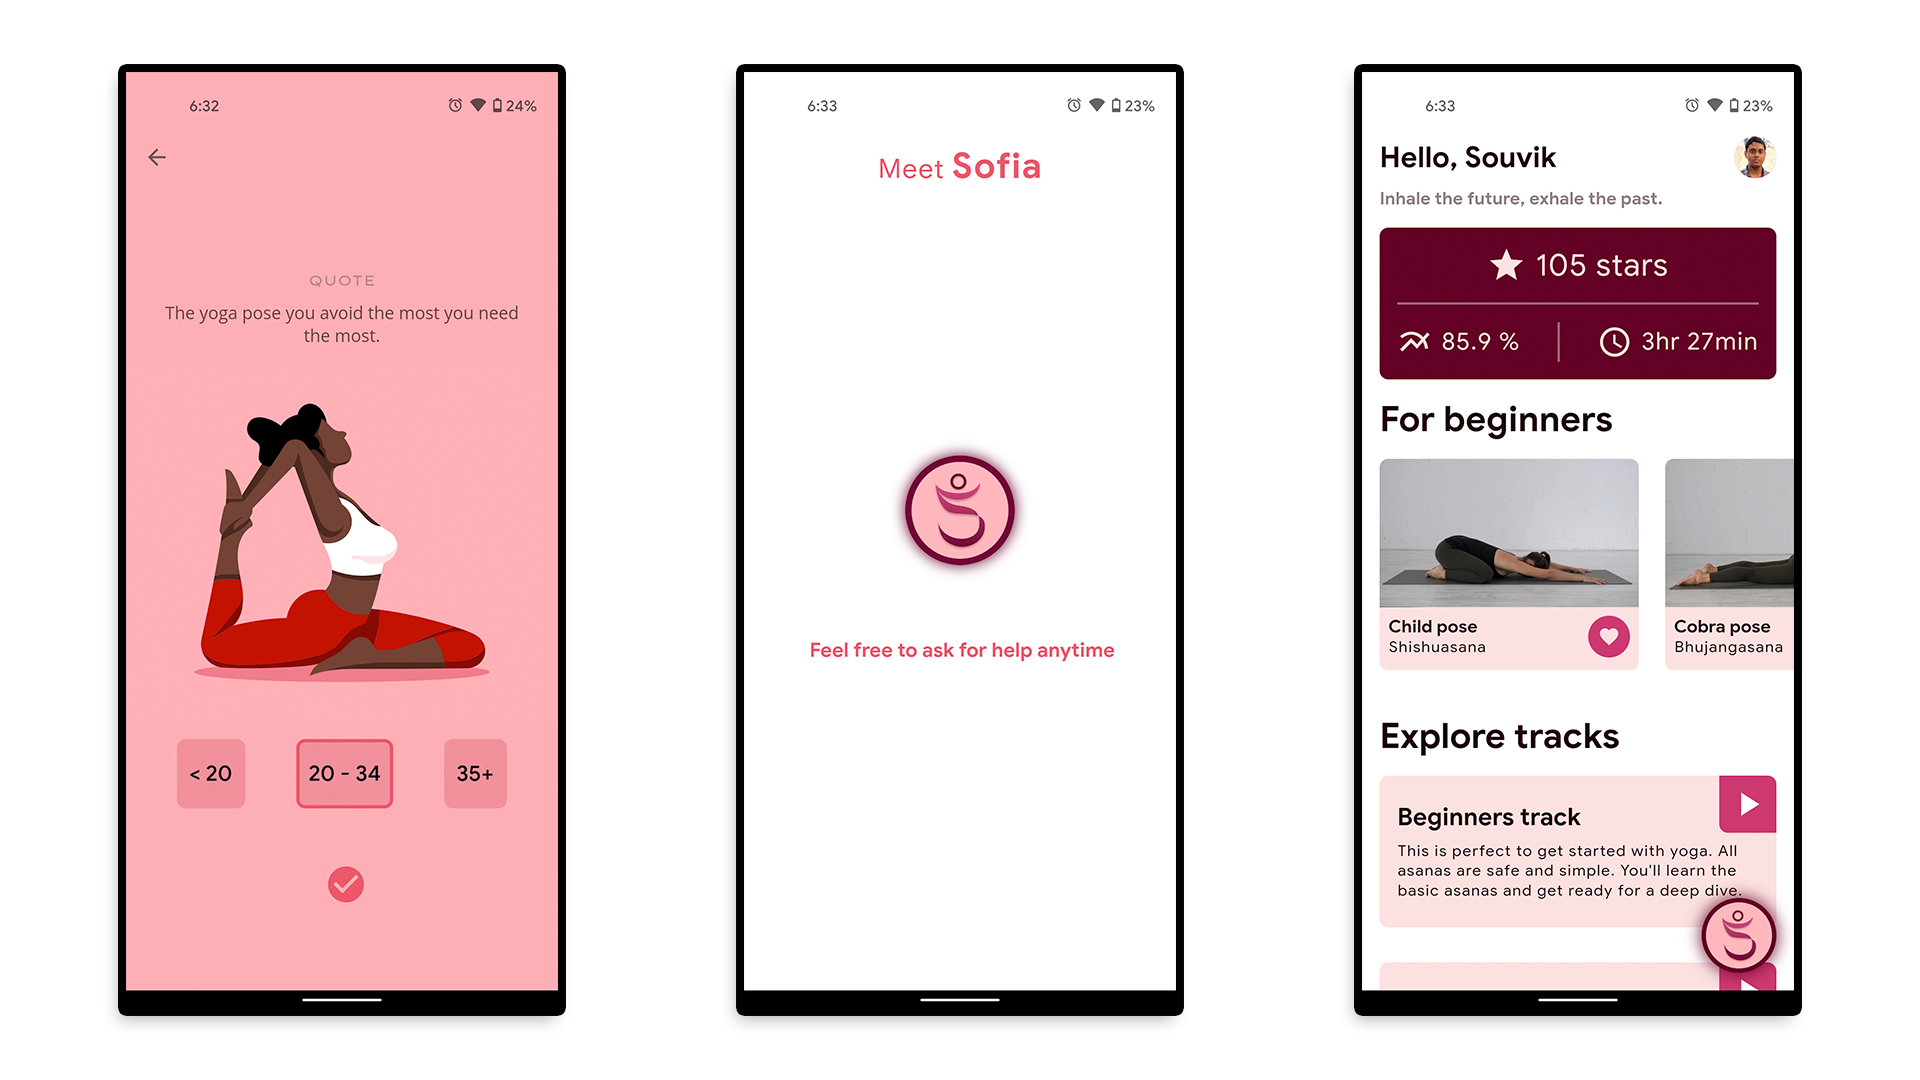 6:32
24%
QUOTE
The yoga pose you avoid the most you need
the most.
< 20
20 - 34
35+
6:33
23%
Meet Sofia
Feel free to ask for help anytime
6:33
23%
Hello, Souvik
Inhale the future, exhale the past.
105 stars
85.9 %
3hr 27min
For beginners
Child pose
Shishuasana
Cobra pose
Bhujangasana
Explore tracks
Beginners track
This is perfect to get started with yoga. All
asanas are safe and simple. You'll learn the
basic asanas and get ready for a deep dive.